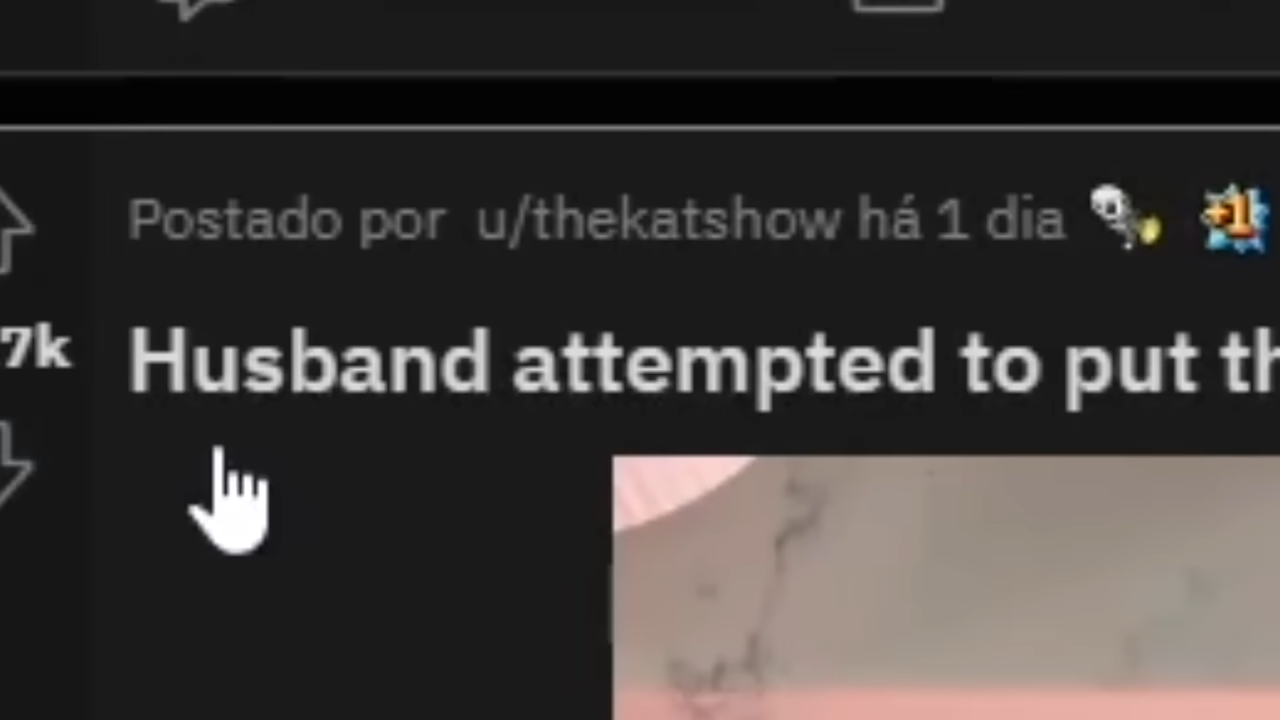 Postado por u/thekatshow há 1 dia
7k
Husband attempted to put th